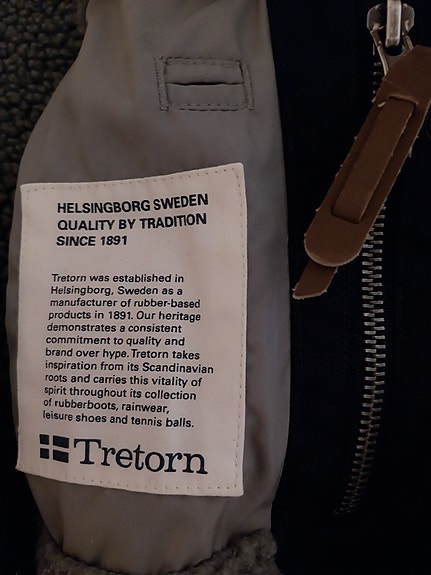 HELSINGBORG SWEDEN
QUALITY BY TRADITION
SINCE 1891
Tretorn was established in
Helsingborg, Sweden as a
manufacturer of rubber-based
products in 1891. Our heritage
demonstrates a consistent
commitment to quality and
brand over hype. Tretorn takes
inspiration from its Scandinavian
roots and carries this vitality of
spirit throughout its collection
of rubberboots, rainwear,
leisure shoes and tennis balls.
Tretorn